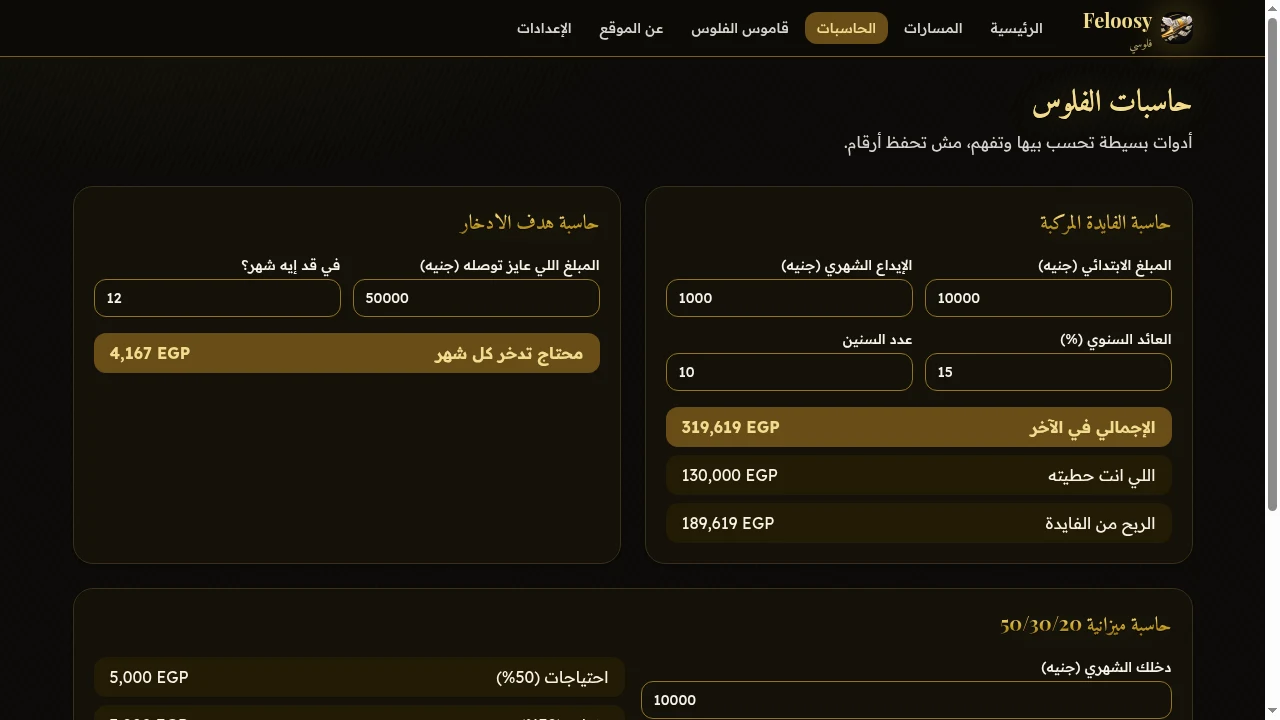 Feloosy
فلوسي
الرئيسية
المسارات
الحاسبات
قاموس الفلوس
عن الموقع
الإعدادات
حاسبات الفلوس
أدوات بسيطة تحسب بيها وتفهم، مش تحفظ أرقام.
حاسبة الفايدة المركبة
المبلغ الابتدائي (جنيه)
10000
الإيداع الشهري (جنيه)
1000
العائد السنوي (%)
15
عدد السنين
10
الإجمالي في الآخر 319,619 EGP
اللي انت حطيته 130,000 EGP
الربح من الفايدة 189,619 EGP
حاسبة هدف الادخار
المبلغ اللي عايز توصله (جنيه)
50000
في قد إيه شهر؟
12
محتاج تدخر كل شهر 4,167 EGP
حاسبة ميزانية 50/30/20
دخلك الشهري (جنيه)
10000
احتياجات (50%) 5,000 EGP